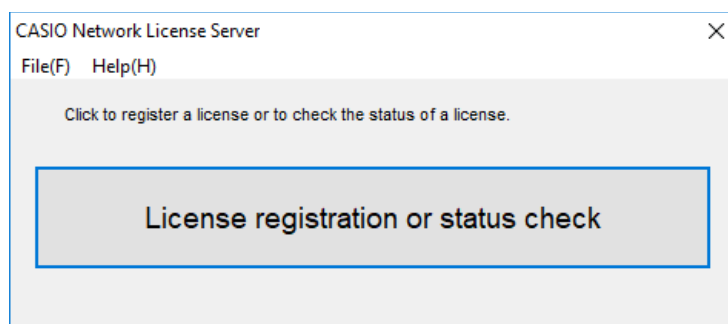 CASIO Network License Server
File(F) Help(H)
Click to register a license or to check the status of a license.
License registration or status check